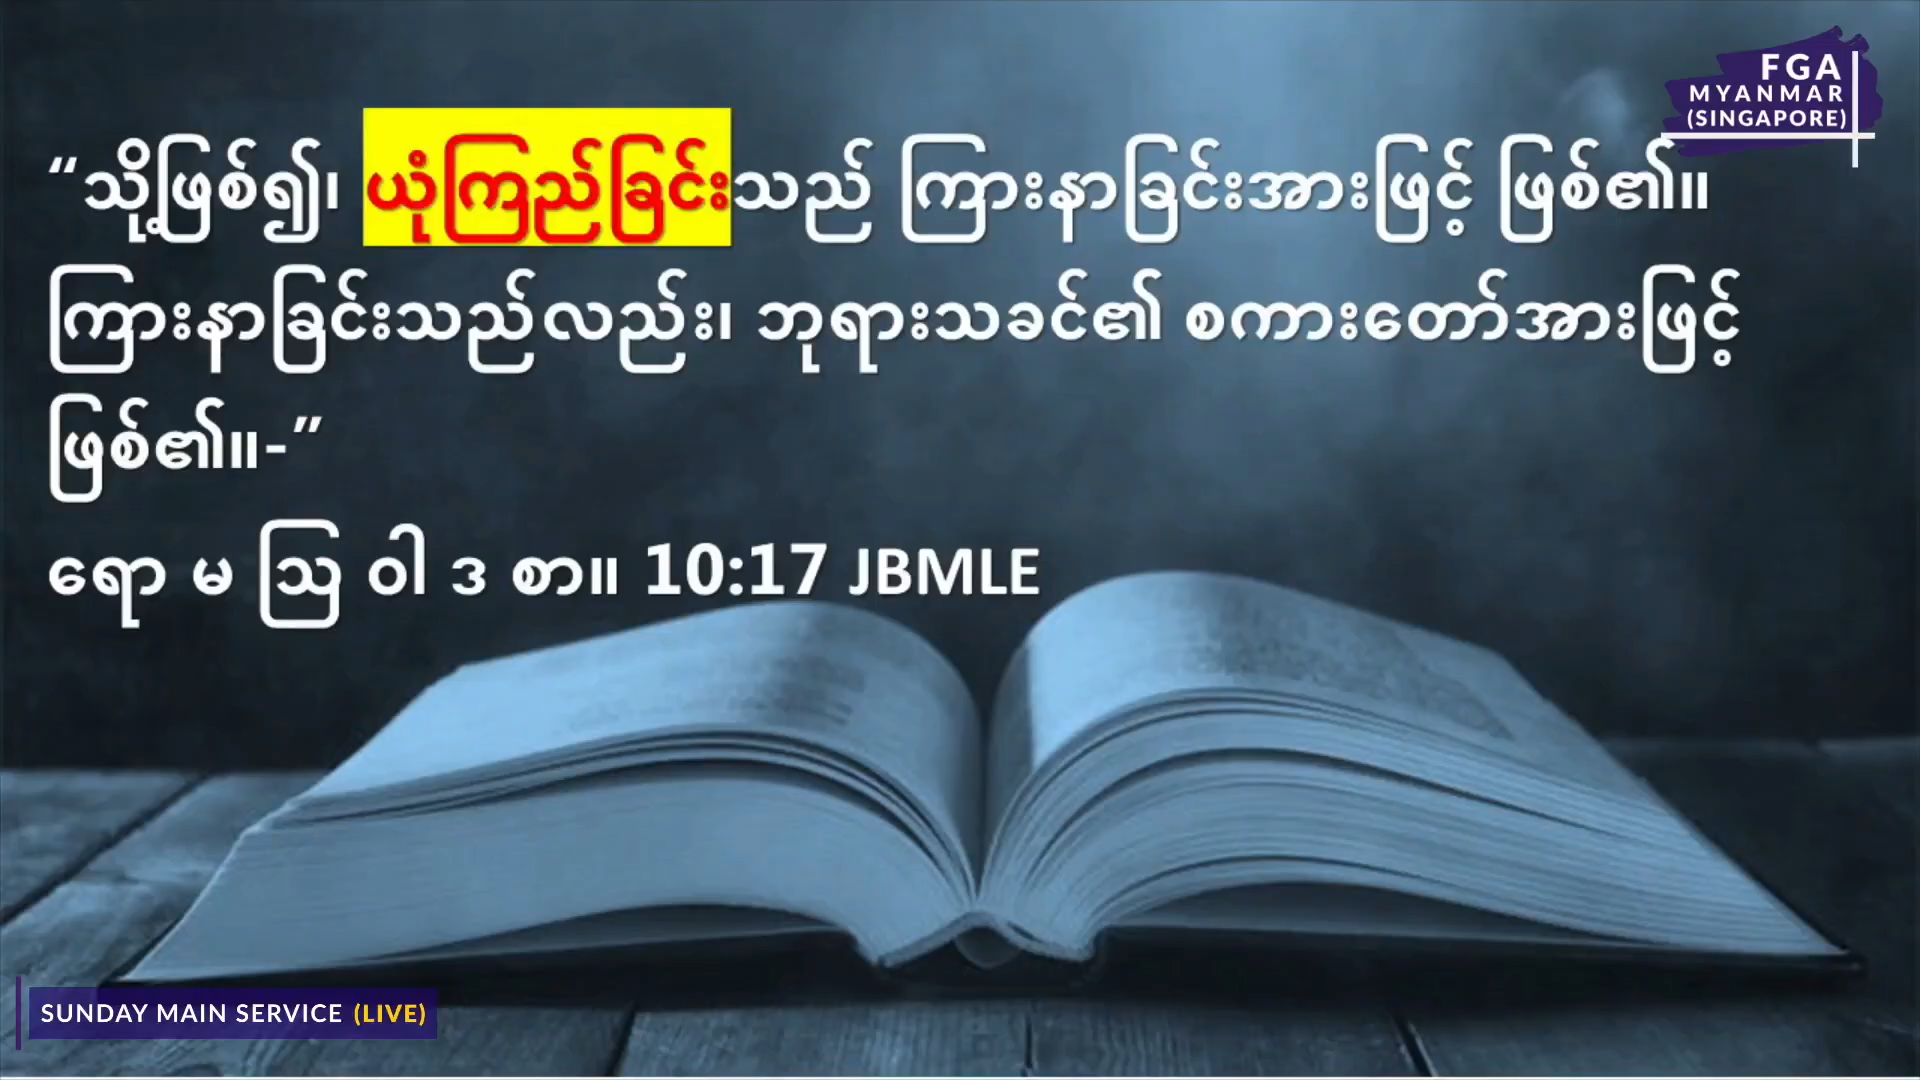 FGA
MYANMAR
(SINGAPORE)
“သို့ဖြစ်၍၊ ယုံကြည်ခြင်းသည် ကြားနာခြင်းအားဖြင့် ဖြစ်၏။
ကြားနာခြင်းသည်လည်း၊ ဘုရားသခင်၏ စကားတော်အားဖြင့်
ဖြစ်၏။-”
ရော မ ဩ ဝါ ဒ စာ။ 10:17 JBMLE
SUNDAY MAIN SERVICE (LIVE)